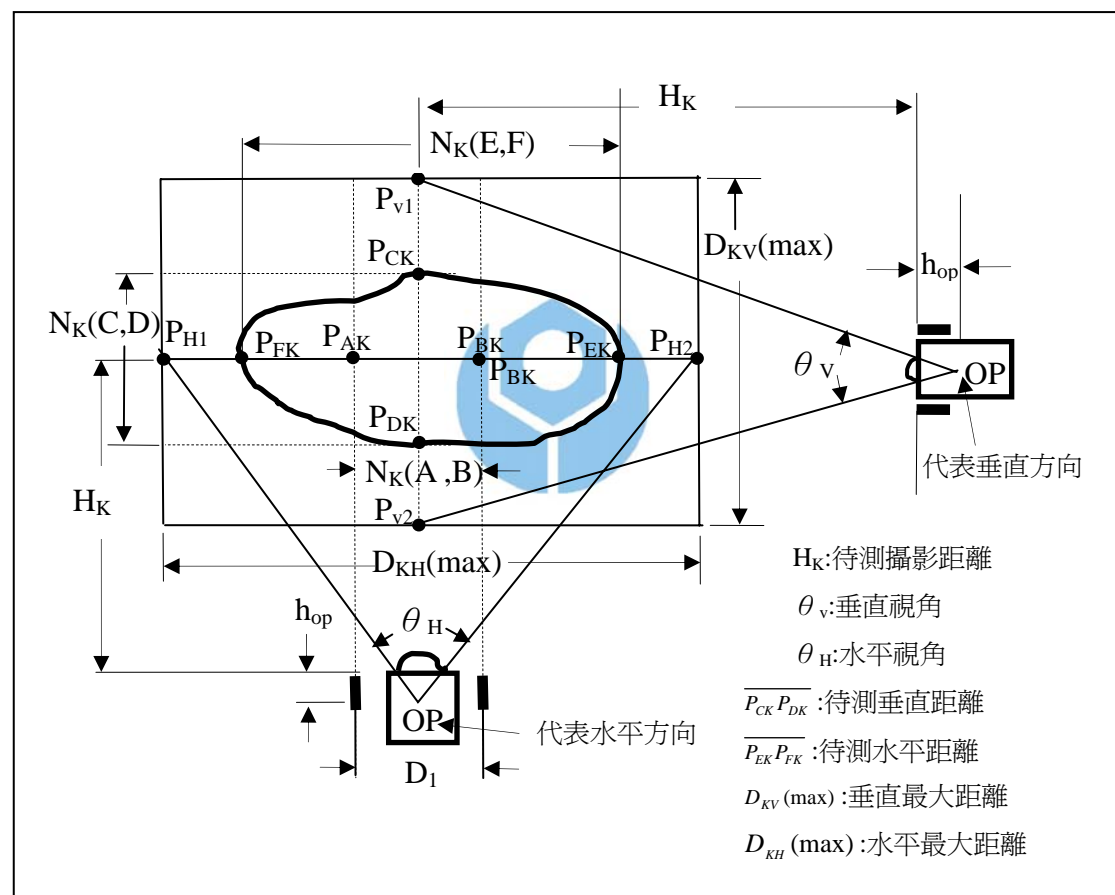 H_K
N_K(E,F)
P_v1
D_KV(max)
P_CK
h_op
N_K(C,D)
P_H1
P_FK
P_AK
P_BK
P_EK
P_H2
P_BK
θ_V
OP
P_DK
代表垂直方向
N_K(A ,B)
H_K
P_v2
D_KH(max)
H_K:待測攝影距離
h_op
θ_H
θ_v:垂直視角
θ_H:水平視角
P_CK P_DK :待測垂直距離
OP
代表水平方向
P_EK P_FK :待測水平距離
D_1
D_KV (max) :垂直最大距離
D_KH (max) :水平最大距離